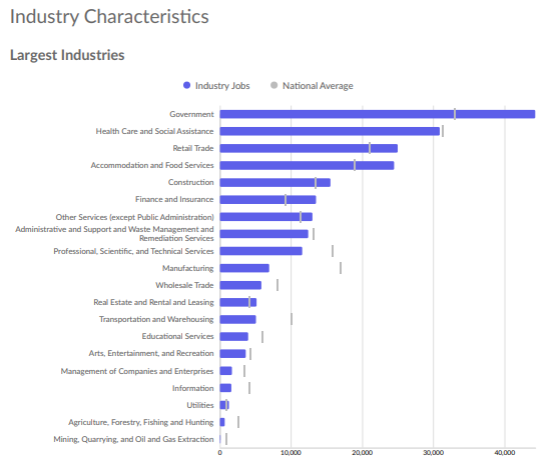 Industry Characteristics
Largest Industries
Industry Jobs
National Average
Government
Health Care and Social Assistance
Retail Trade
Accommodation and Food Services
Construction
Finance and Insurance
Other Services (except Public Administration)
Administrative and Support and Waste Management and
Remediation Services
Professional, Scientific, and Technical Services
Manufacturing
Wholesale Trade
Real Estate and Rental and Leasing
Transportation and Warehousing
Educational Services
Arts, Entertainment, and Recreation
Management of Companies and Enterprises
Information
Utilities
Agriculture, Forestry, Fishing and Hunting
Mining, Quarrying, and Oil and Gas Extraction
0 10,000 20,000 30,000 40,000